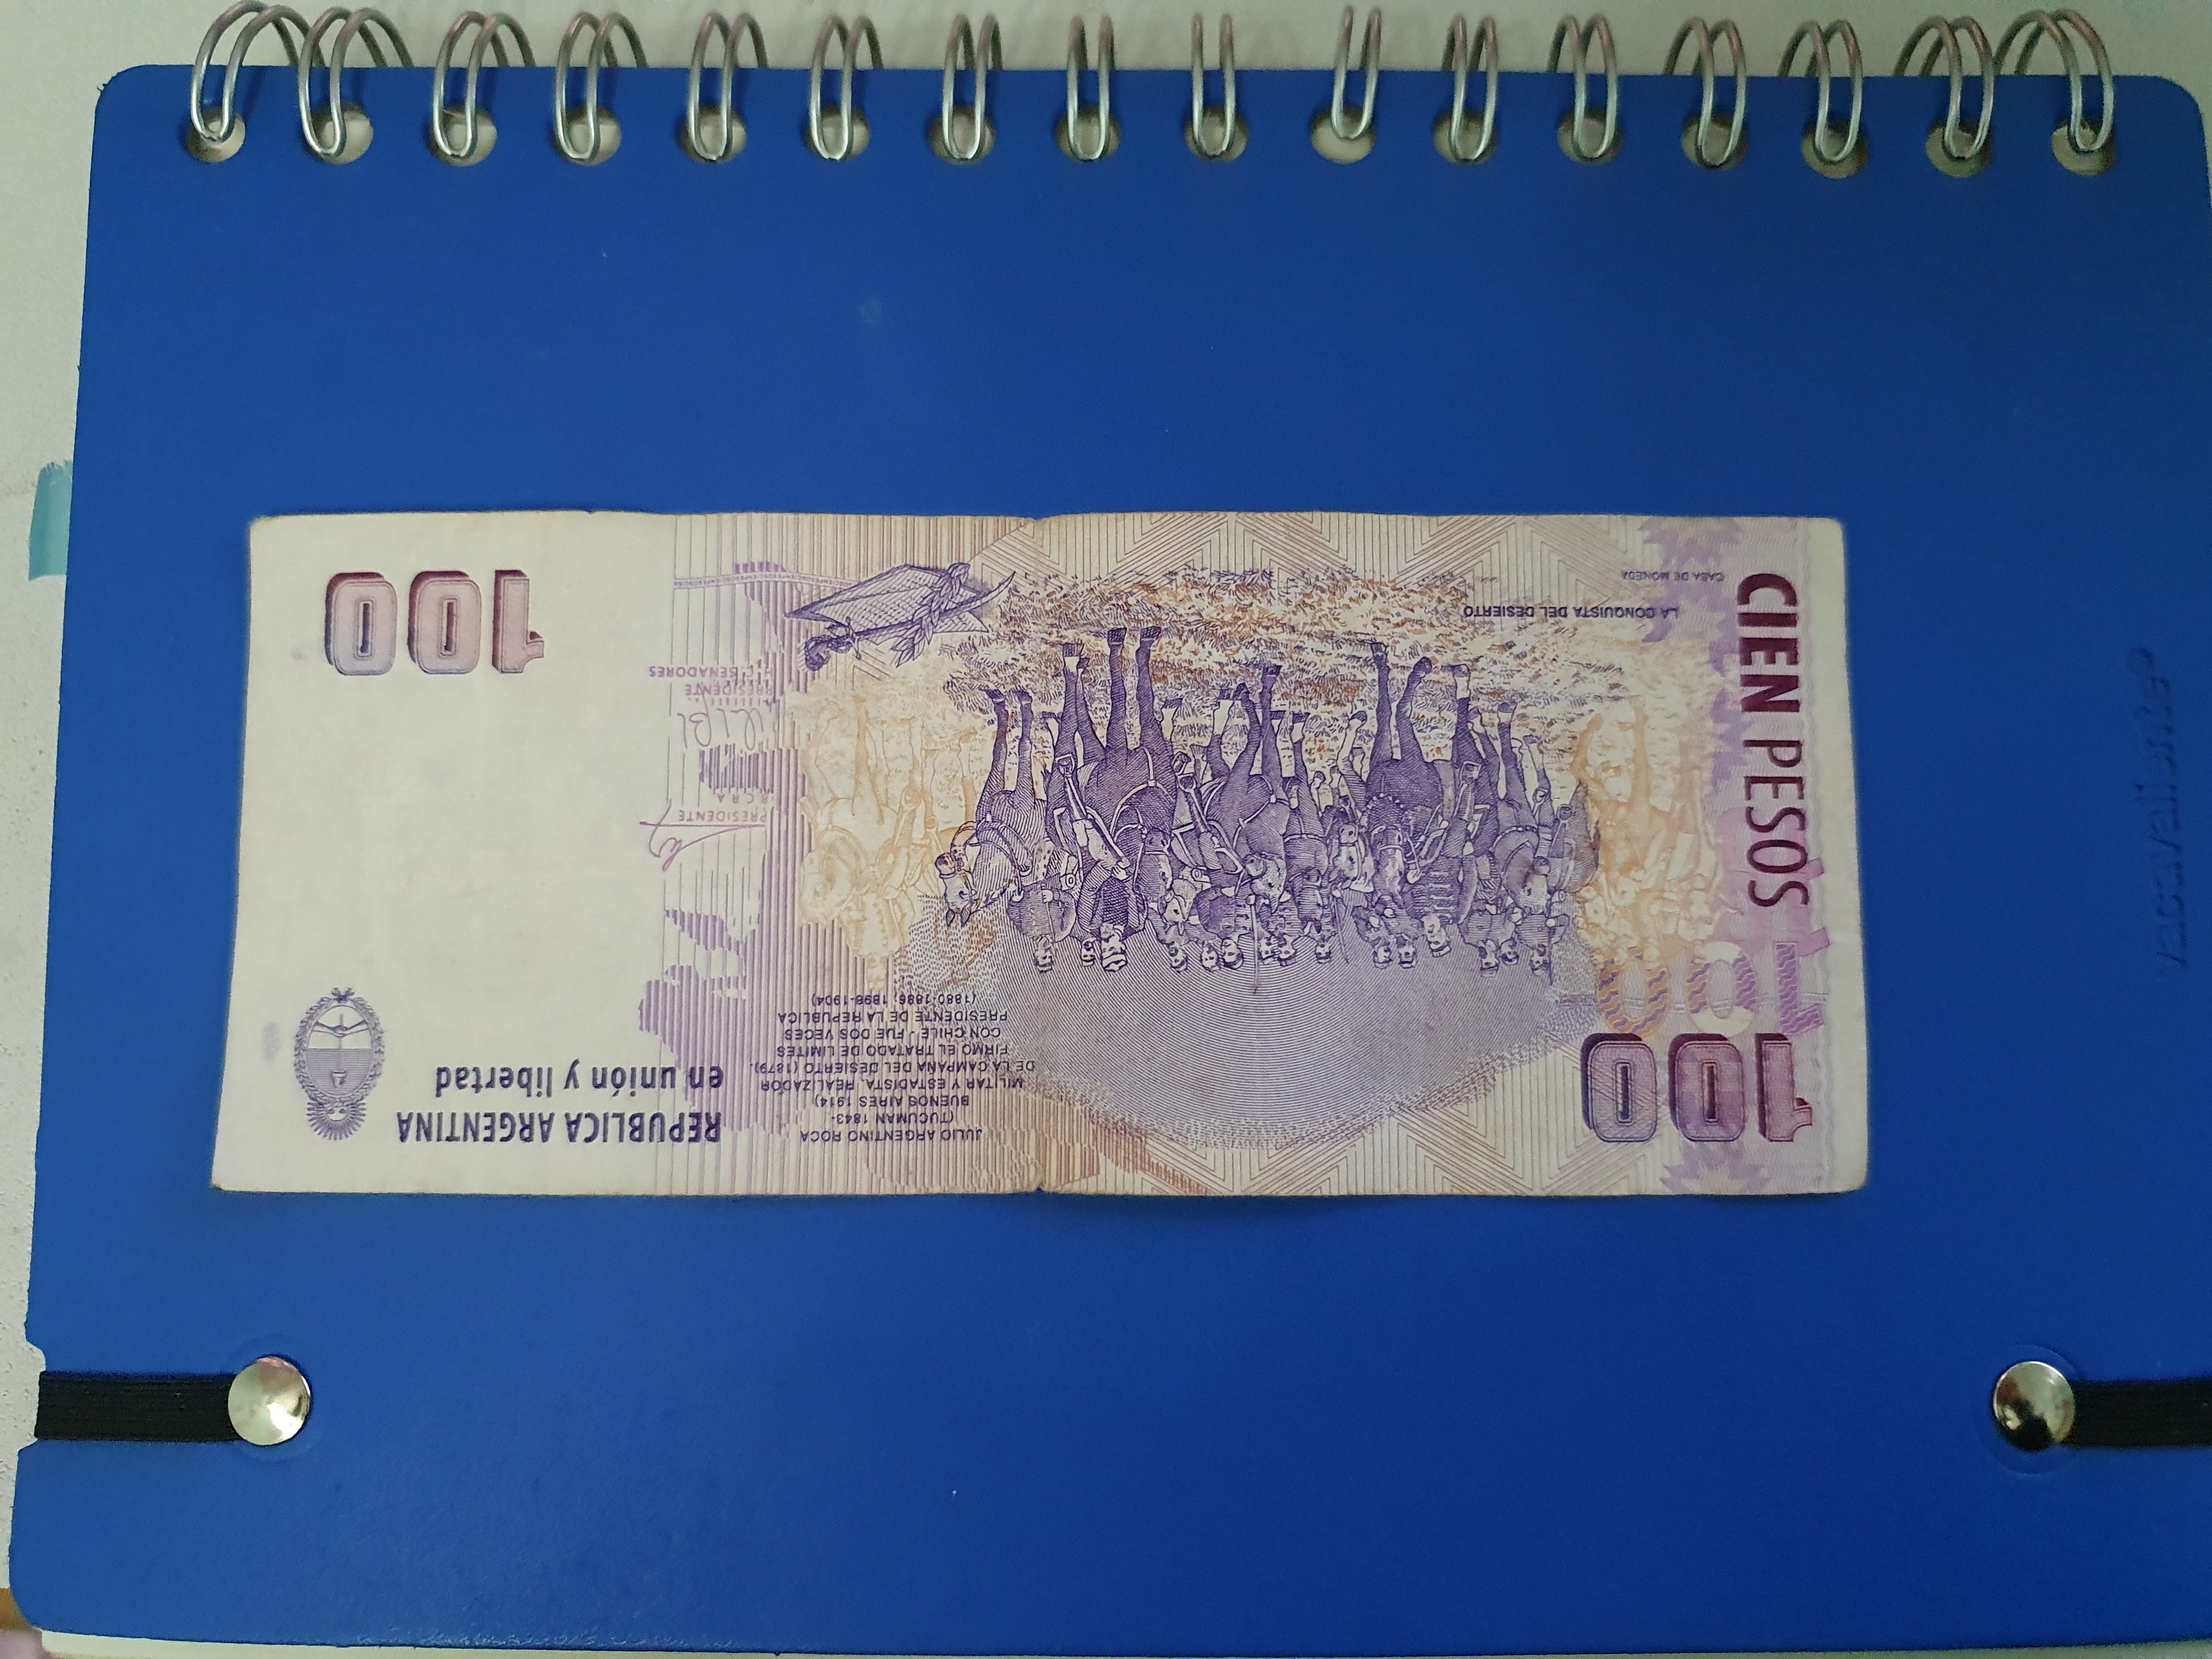 100
100
CIEN PESOS
JULIO ARGENTINO ROCA
(TUCUMAN 1843-
BUENOS AIRES 1914)
MILITAR Y ESTADISTA, REALIZADOR
DE LA CAMPAÑA DEL DESIERTO (1879).
FIRMO EL TRATADO DE LIMITES
CON CHILE. FUE DOS VECES
PRESIDENTE DE LA REPUBLICA
(1880-1886; 1898-1904)
REPUBLICA ARGENTINA
en unión y libertad
PRESIDENTE
B.C.R.A.
PRESIDENTE
H.C. SENADORES
100
LA CONQUISTA DEL DESIERTO
CASA DE MONEDA
vacavaliente®